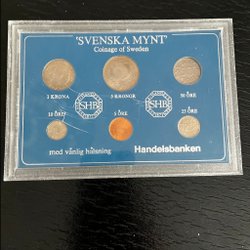 'SVENSKA MYNT'
Coinage of Sweden
1 KRONA
5 KRONOR
50 ÖRE
SHB
SHB
10 ÖRE
5 ÖRE
25 ÖRE
med vänlig hälsning
Handelsbanken